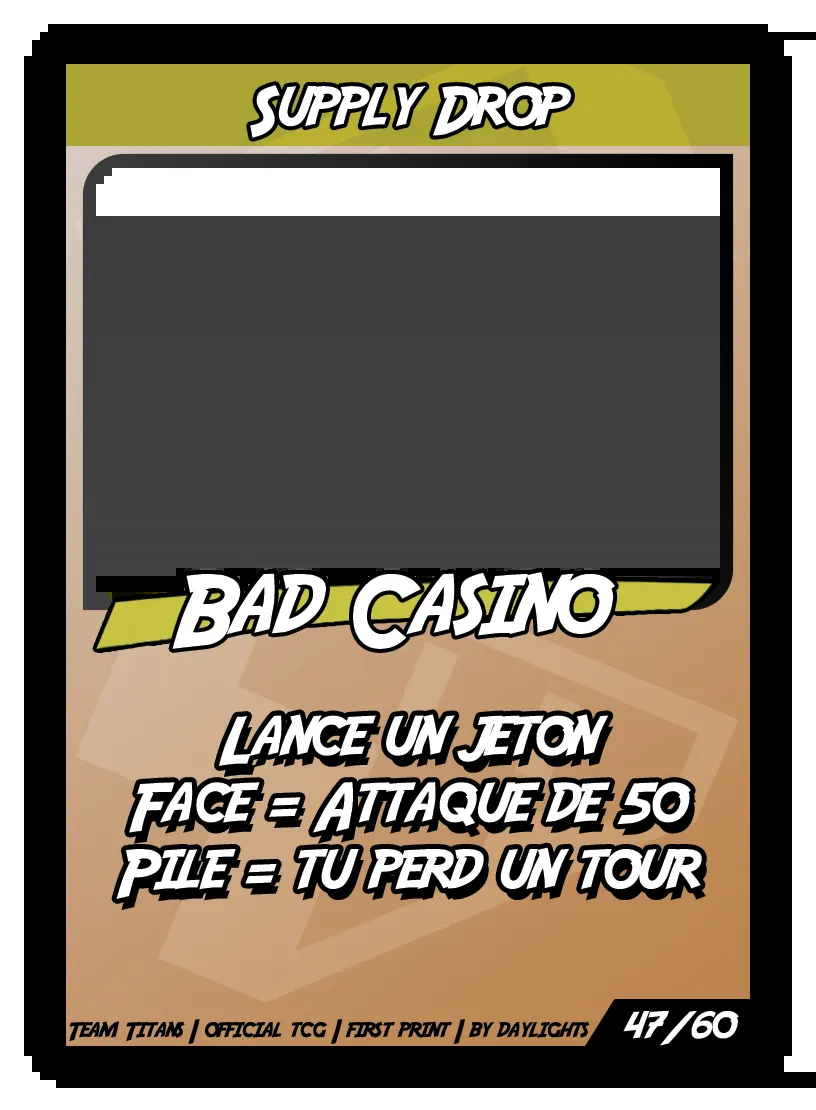 Supply Drop
Bad Casino
Lance un Jeton
Face = Attaque de 50
Pile = tu perd un tour
Team Titans | official tcg | first print | by daylights
47/60